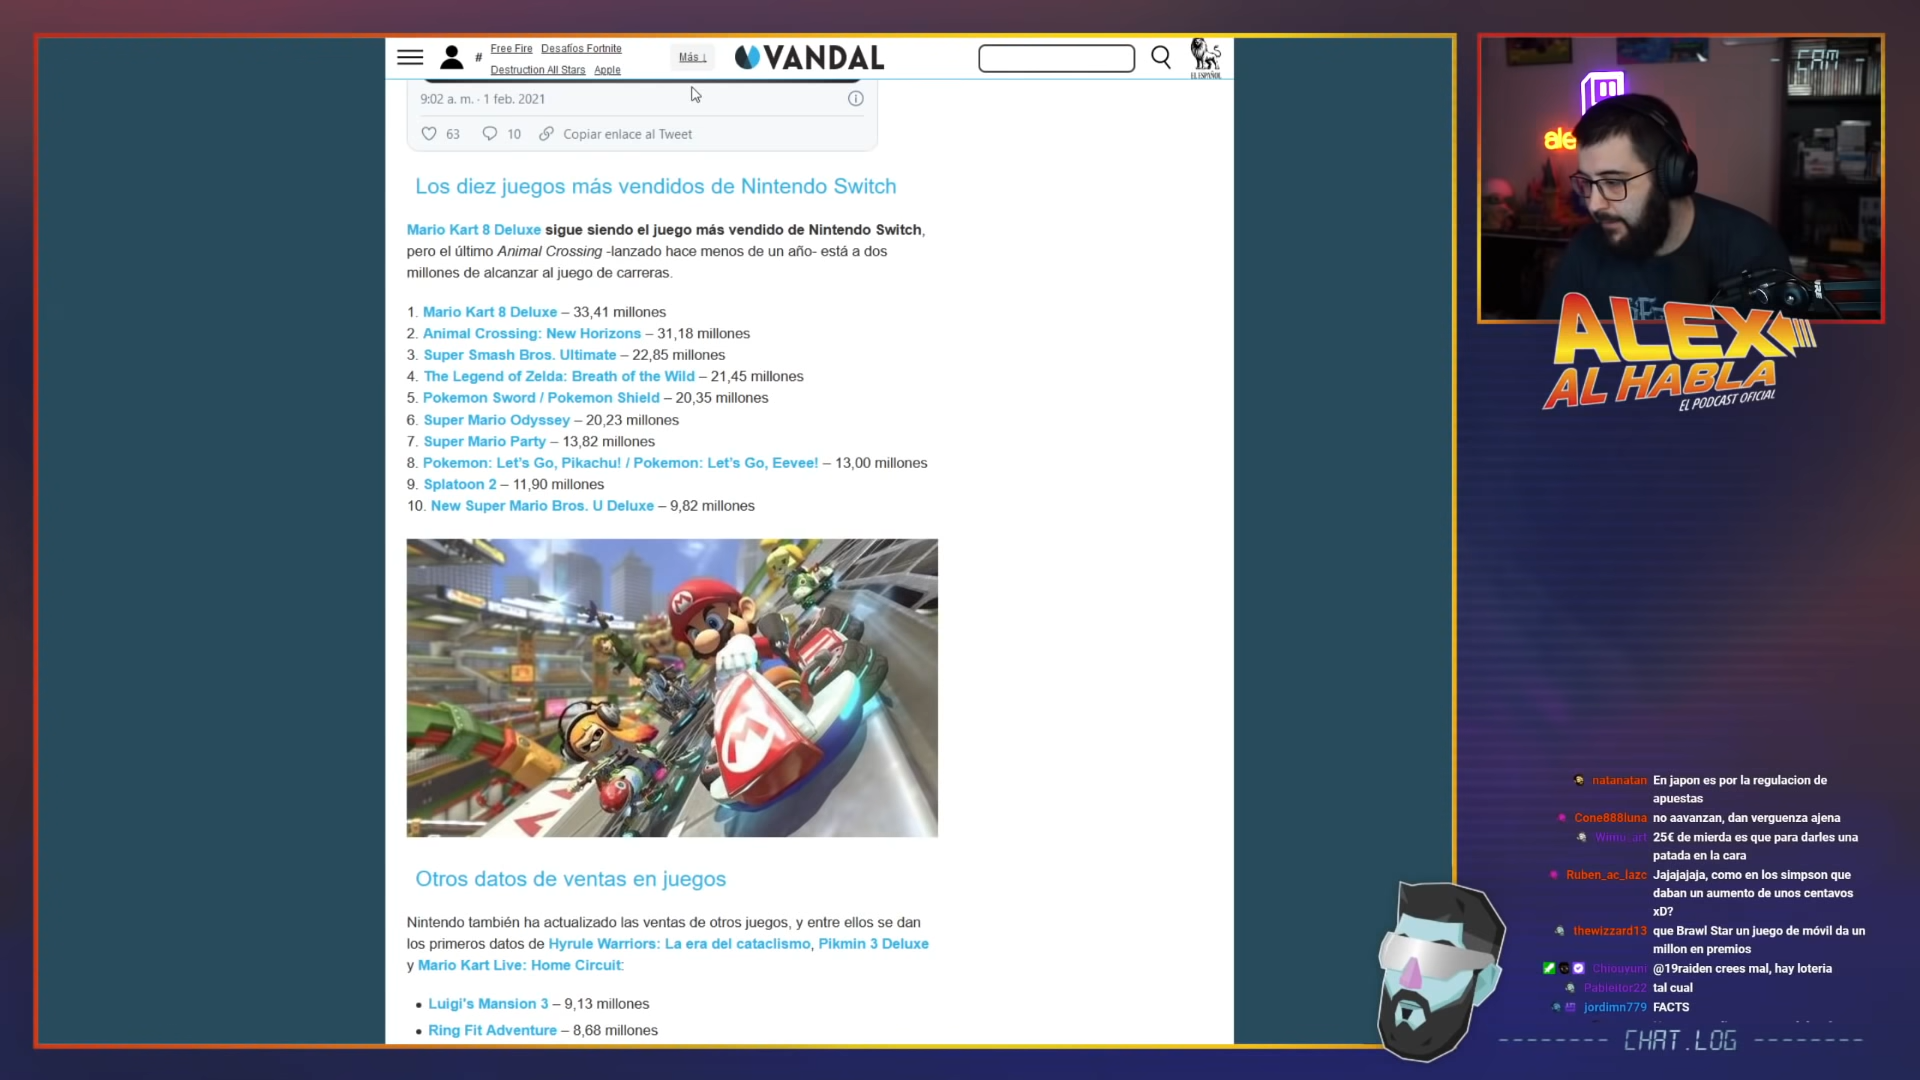 # Free Fire Desafíos Fortnite
Destruction All Stars Apple
Más ↓
VANDAL
EL ESPAÑOL
9:02 a. m. · 1 feb. 2021
63 10 Copiar enlace al Tweet
Los diez juegos más vendidos de Nintendo Switch
Mario Kart 8 Deluxe sigue siendo el juego más vendido de Nintendo Switch,
pero el último Animal Crossing -lanzado hace menos de un año- está a dos
millones de alcanzar al juego de carreras.
1. Mario Kart 8 Deluxe – 33,41 millones
2. Animal Crossing: New Horizons – 31,18 millones
3. Super Smash Bros. Ultimate – 22,85 millones
4. The Legend of Zelda: Breath of the Wild – 21,45 millones
5. Pokemon Sword / Pokemon Shield – 20,35 millones
6. Super Mario Odyssey – 20,23 millones
7. Super Mario Party – 13,82 millones
8. Pokemon: Let's Go, Pikachu! / Pokemon: Let's Go, Eevee! – 13,00 millones
9. Splatoon 2 – 11,90 millones
10. New Super Mario Bros. U Deluxe – 9,82 millones
Otros datos de ventas en juegos
Nintendo también ha actualizado las ventas de otros juegos, y entre ellos se dan
los primeros datos de Hyrule Warriors: La era del cataclismo, Pikmin 3 Deluxe
y Mario Kart Live: Home Circuit:
• Luigi's Mansion 3 – 9,13 millones
• Ring Fit Adventure – 8,68 millones
- CAM -
ale
ALEX
AL HABLA
EL PODCAST OFICIAL
natanatan En japon es por la regulacion de
apuestas
Cone888luna no aavanzan, dan verguenza ajena
25€ de mierda es que para darles una
patada en la cara
Ruben_ac_lazc Jajajajaja, como en los simpson que
daban un aumento de unos centavos
xD?
thewizzard13 que Brawl Star un juego de móvil da un
millon en premios
Chiouyuni @19raiden crees mal, hay loteria
Pableitor22 tal cual
jordimn779 FACTS
CHAT.LOG